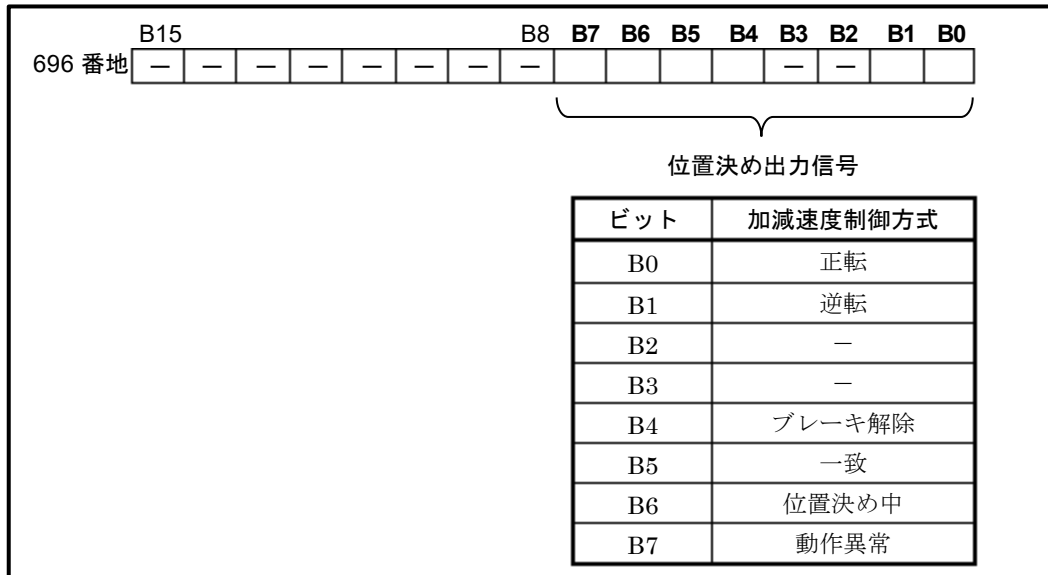 B15 B8 B7 B6 B5 B4 B3 B2 B1 B0
696 番地 － － － － － － － － － －
位置決め出力信号
ビット 加減速度制御方式
B0 正転
B1 逆転
B2 －
B3 －
B4 ブレーキ解除
B5 一致
B6 位置決め中
B7 動作異常